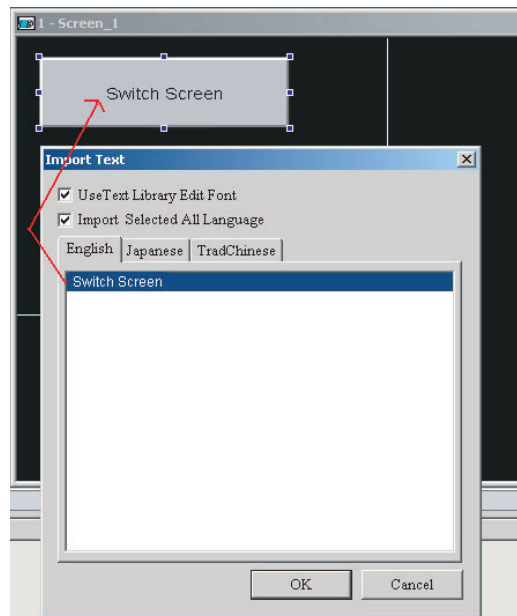 1 - Screen_1
Switch Screen
Import Text
UseText Library Edit Font
Import Selected All Language
English Japanese TradChinese
Switch Screen
OK Cancel